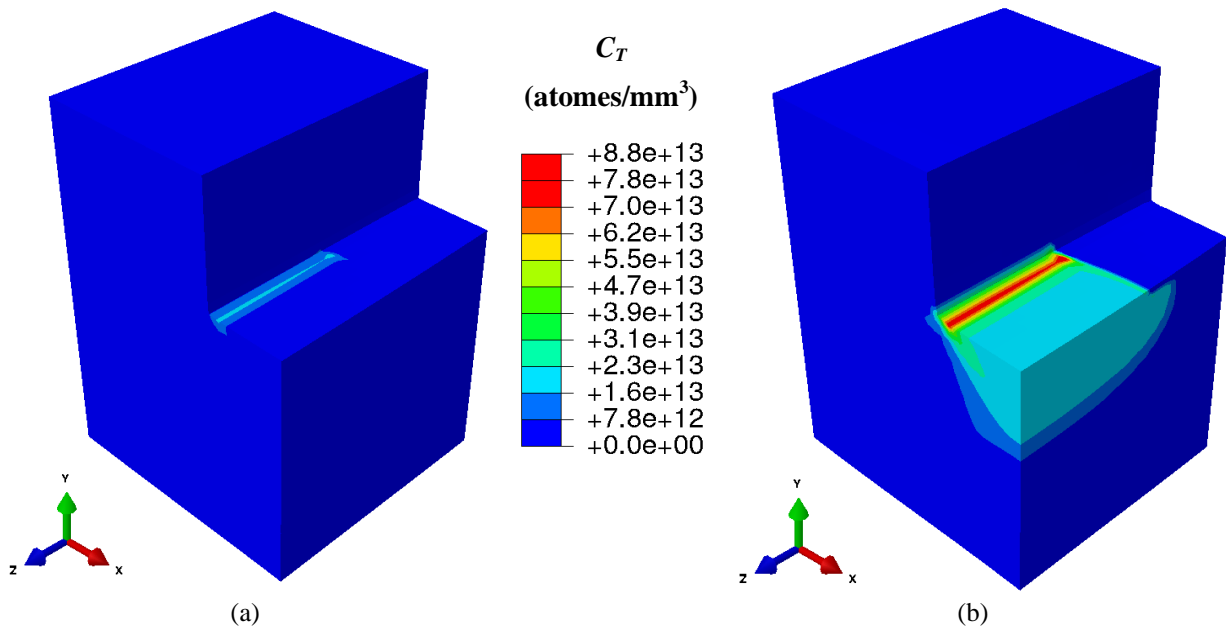 C_T
(atomes/mm³)
+8.8e+13
+7.8e+13
+7.0e+13
+6.2e+13
+5.5e+13
+4.7e+13
+3.9e+13
+3.1e+13
+2.3e+13
+1.6e+13
+7.8e+12
+0.0e+00
Y
Z
X
Y
Z
X
(a)
(b)